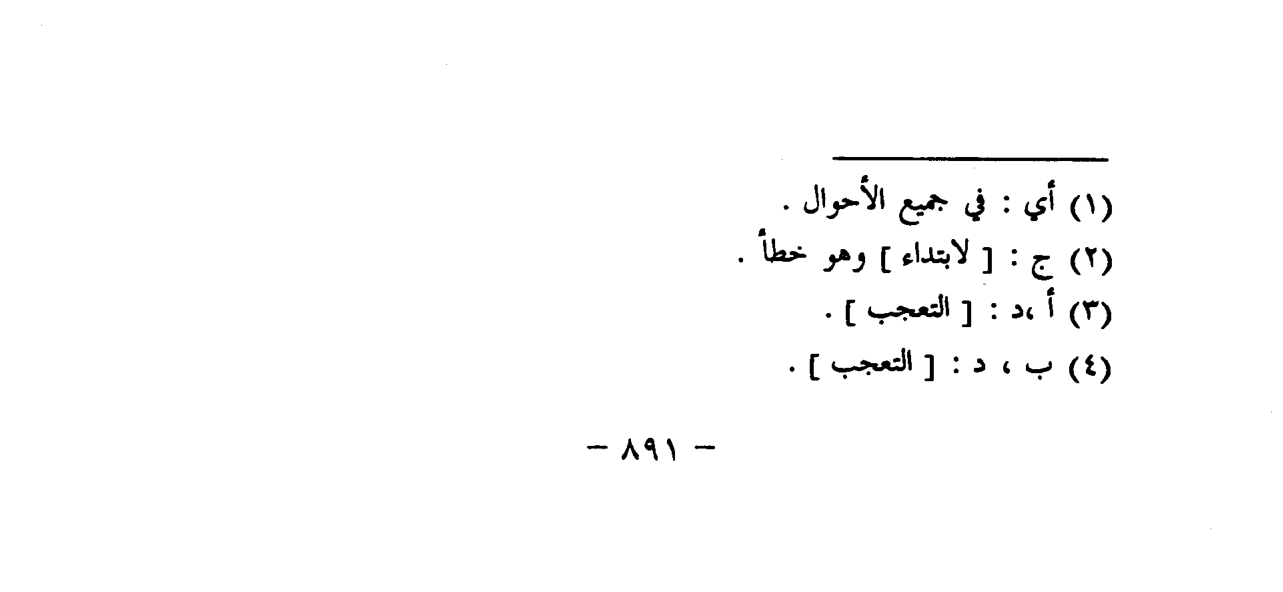 (١) أي : في جميع الأحوال .
(٢) ج : [ لابتداء ] وهو خطأ .
(٣) أ ،د : [ التعجب ] .
(٤) ب ، د : [ التعجب ] .
– ٨٩١ –